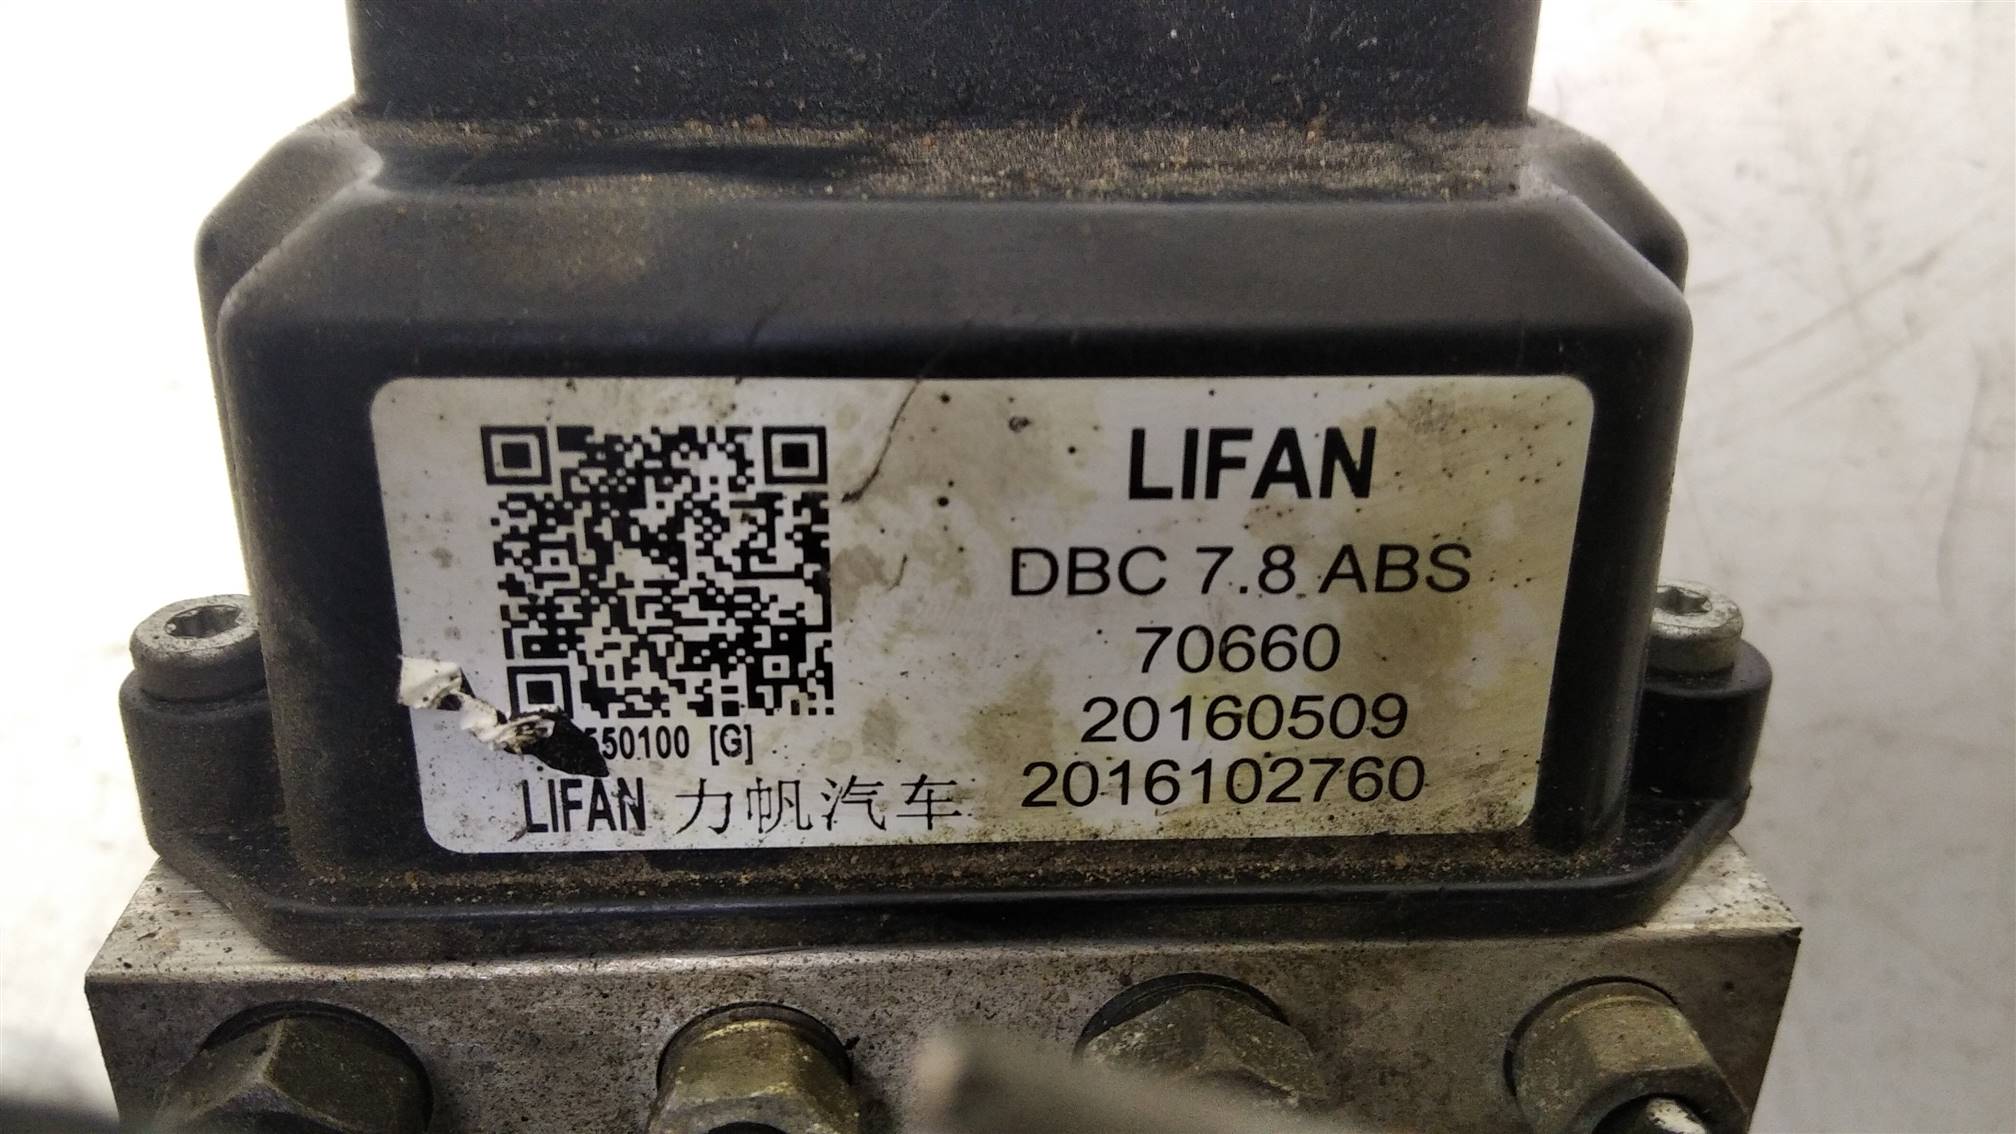 LIFAN
DBC 7.8 ABS
70660
20160509
2016102760
550100 [G]
LIFAN 力帆汽车